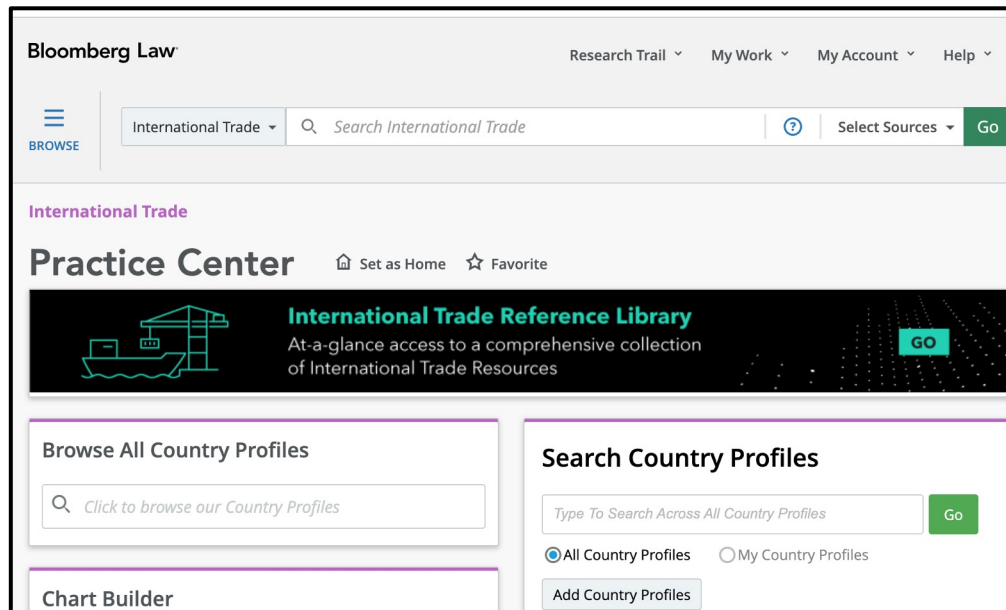 Bloomberg Law
Research Trail My Work My Account Help
BROWSE
International Trade Search International Trade Select Sources Go
International Trade
Practice Center Set as Home Favorite
International Trade Reference Library
At-a-glance access to a comprehensive collection
of International Trade Resources
GO
Browse All Country Profiles
Click to browse our Country Profiles
Search Country Profiles
Type To Search Across All Country Profiles Go
All Country Profiles My Country Profiles
Add Country Profiles
Chart Builder